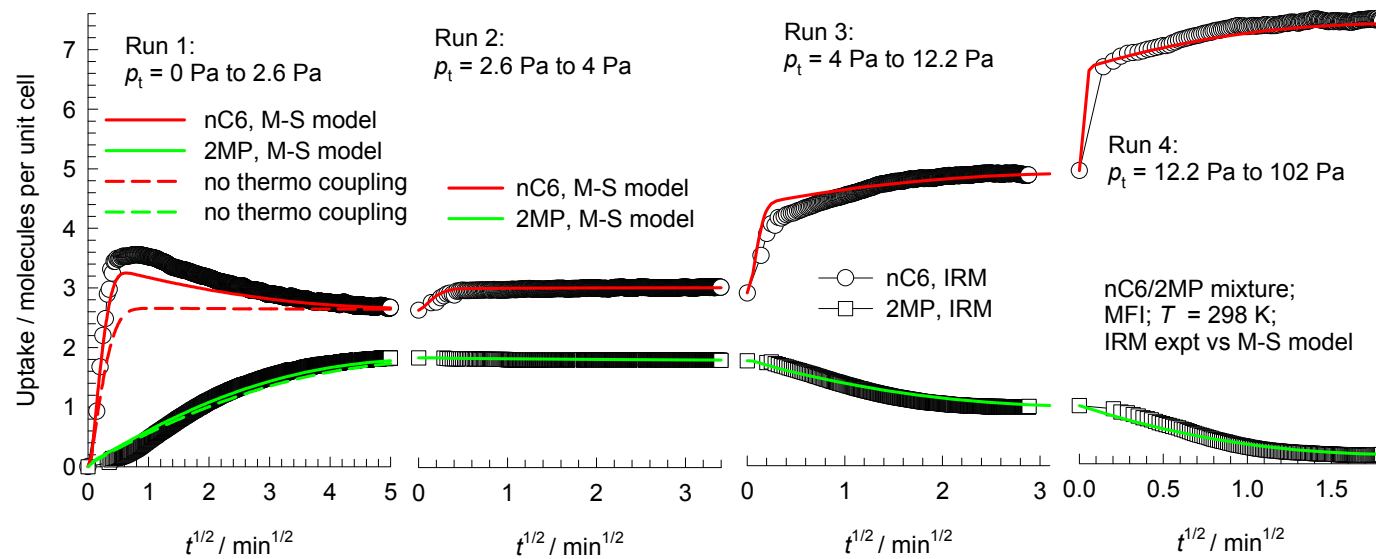 Uptake / molecules per unit cell
7
6
5
4
3
2
1
0
Run 1:
pt = 0 Pa to 2.6 Pa
nC6, M-S model
2MP, M-S model
no thermo coupling
no thermo coupling
0 1 2 3 4 5
t1/2 / min1/2
Run 2:
pt = 2.6 Pa to 4 Pa
nC6, M-S model
2MP, M-S model
0 1 2 3
t1/2 / min1/2
Run 3:
pt = 4 Pa to 12.2 Pa
nC6, IRM
2MP, IRM
0 1 2 3
t1/2 / min1/2
Run 4:
pt = 12.2 Pa to 102 Pa
nC6/2MP mixture;
MFI; T = 298 K;
IRM expt vs M-S model
0.0 0.5 1.0 1.5
t1/2 / min1/2